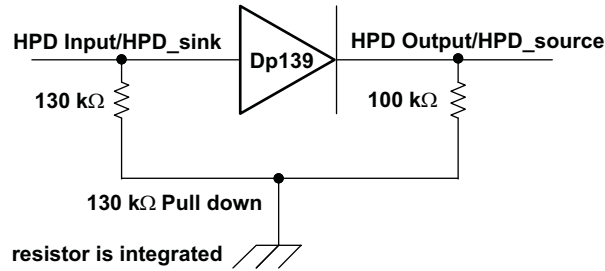 HPD Input/HPD_sink
HPD Output/HPD_source
Dp139
130 kΩ
100 kΩ
130 kΩ Pull down
resistor is integrated